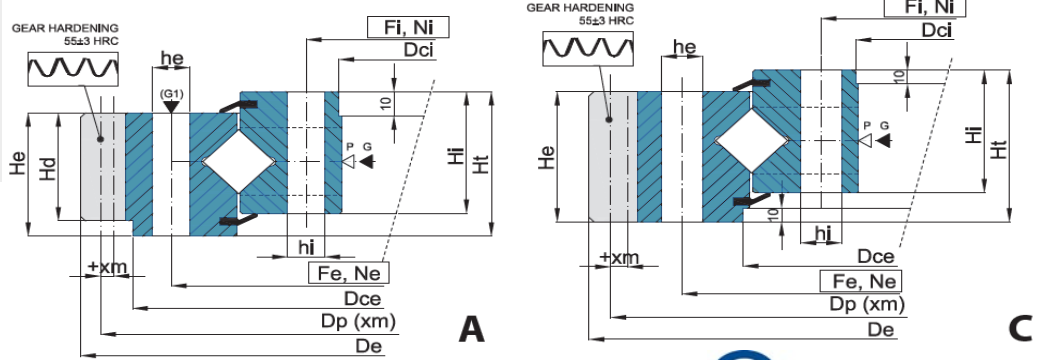 GEAR HARDENING
55±3 HRC
he
(G1)
Fi, Ni
Dci
10
P G
He
Hd
Hi
Ht
hi
+xm
Fe, Ne
Dce
Dp (xm)
De
A
GEAR HARDENING
55±3 HRC
he
Fi, Ni
Dci
10
P G
He
Hi
Ht
10
hi
+xm
Dce
Fe, Ne
Dp (xm)
De
C